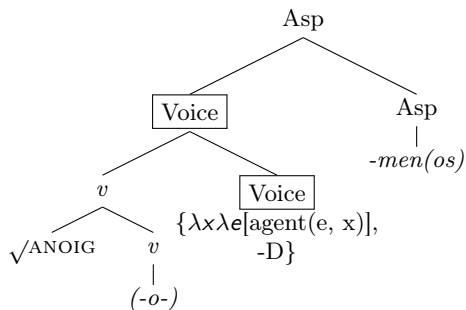 Asp
Voice
Asp
-men(os)
v
Voice
{λxλe[agent(e, x)],
-D}
√ANOIG
v
(-o-)